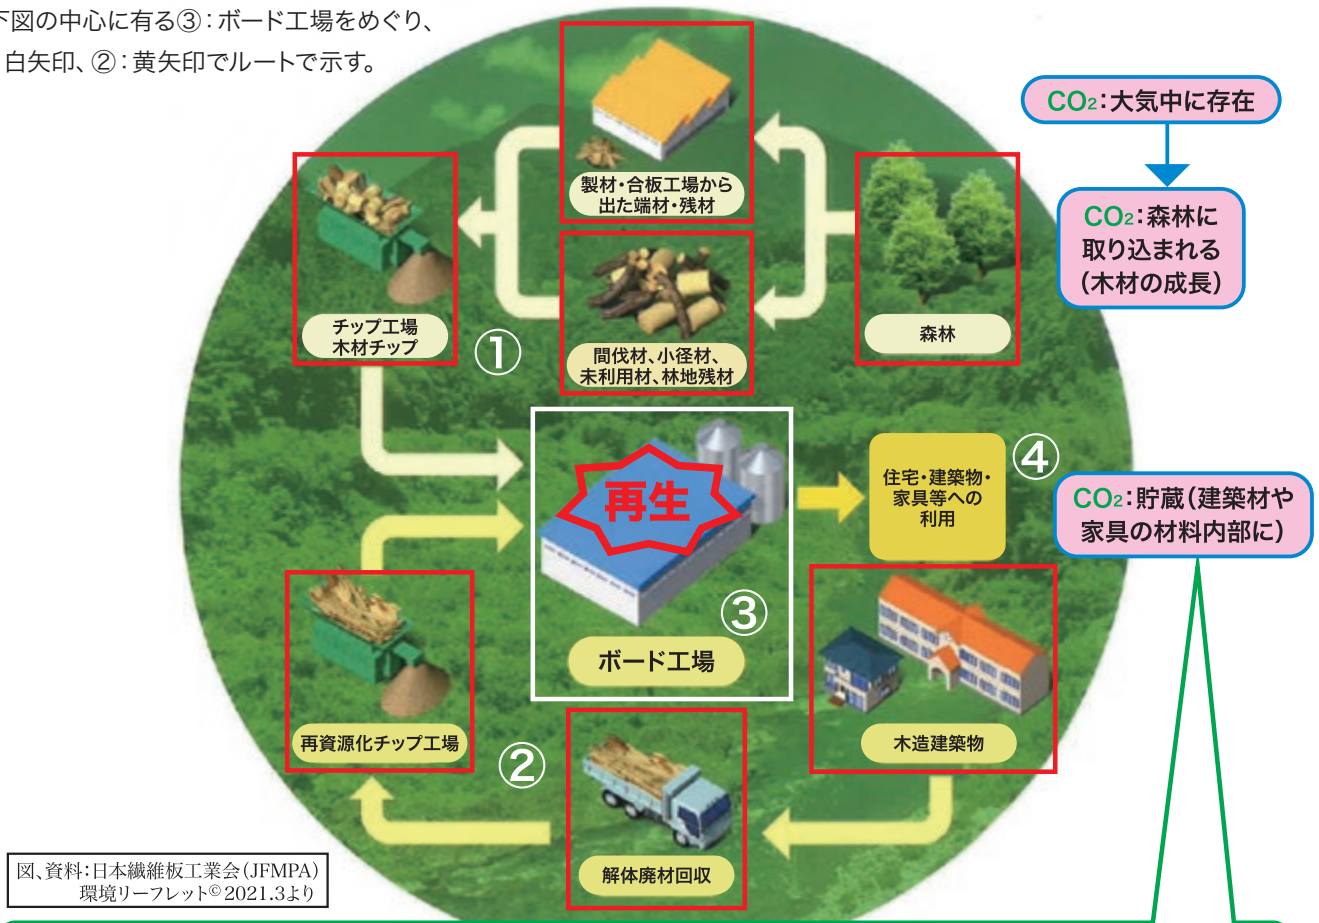 下図の中心に有る③：ボード工場をめぐり、
白矢印、②：黄矢印でルートで示す。
CO₂：大気中に存在
CO₂：森林に
取り込まれる
（木材の成長）
製材・合板工場から
出た端材・残材
チップ工場
木材チップ
①
間伐材、小径材、
未利用材、林地残材
森林
再生
③
ボード工場
住宅・建築物・
家具等への
利用
④
CO₂：貯蔵（建築材や
家具の材料内部に）
再資源化チップ工場
②
解体廃材回収
木造建築物
図、資料：日本繊維板工業会（JFMPA）
環境リーフレット©2021.3より